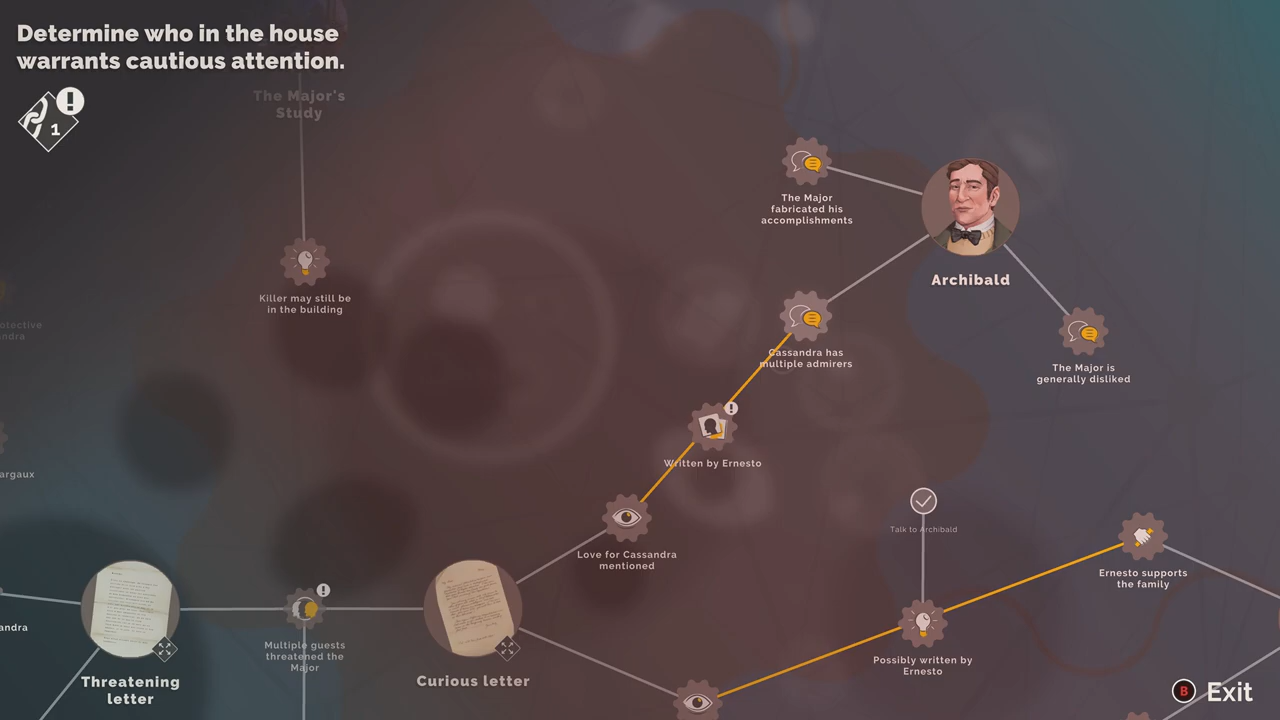 Determine who in the house
warrants cautious attention.
1
The Major's
Study
The Major
fabricated his
accomplishments
Archibald
Killer may still be
in the building
Cassandra has
multiple admirers
The Major is
generally disliked
Written by Ernesto
Talk to Archibald
Love for Cassandra
mentioned
Ernesto supports
the family
Multiple guests
threatened the
Major
Possibly written by
Ernesto
Threatening
letter
Curious letter
B Exit